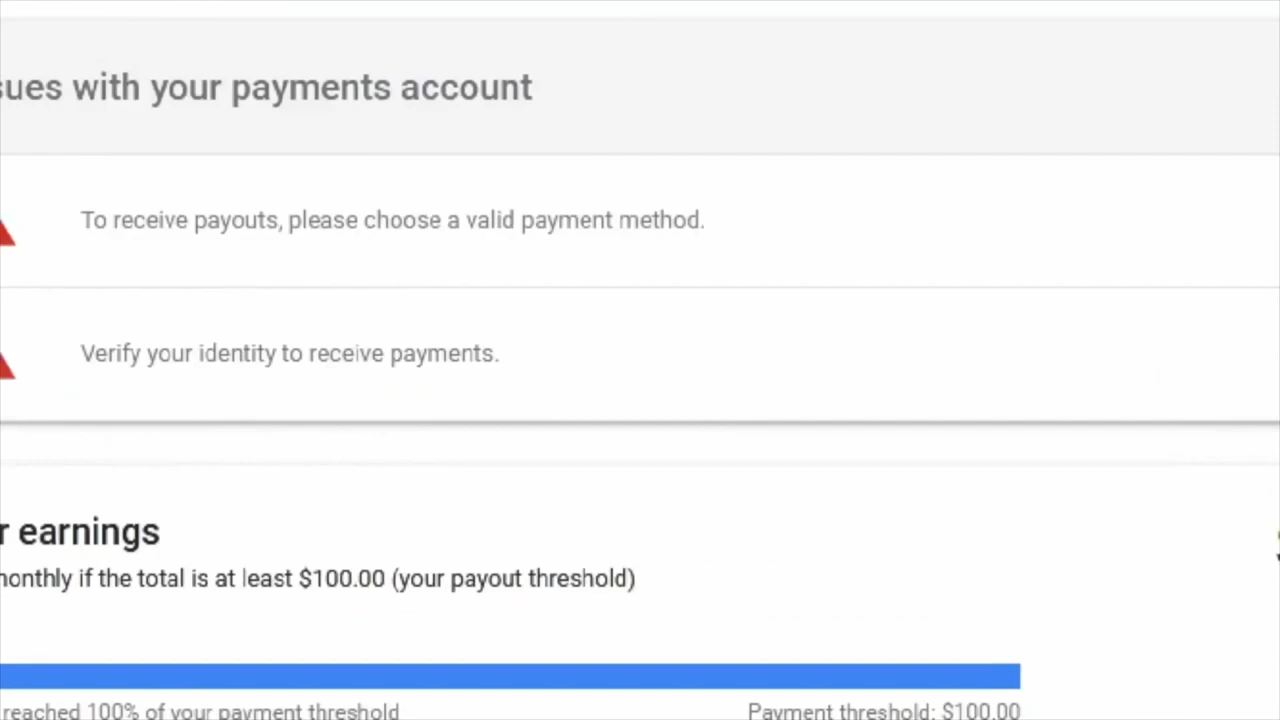 sues with your payments account
To receive payouts, please choose a valid payment method.
Verify your identity to receive payments.
r earnings
monthly if the total is at least $100.00 (your payout threshold)
reached 100% of your payment threshold
Payment threshold: $100.00